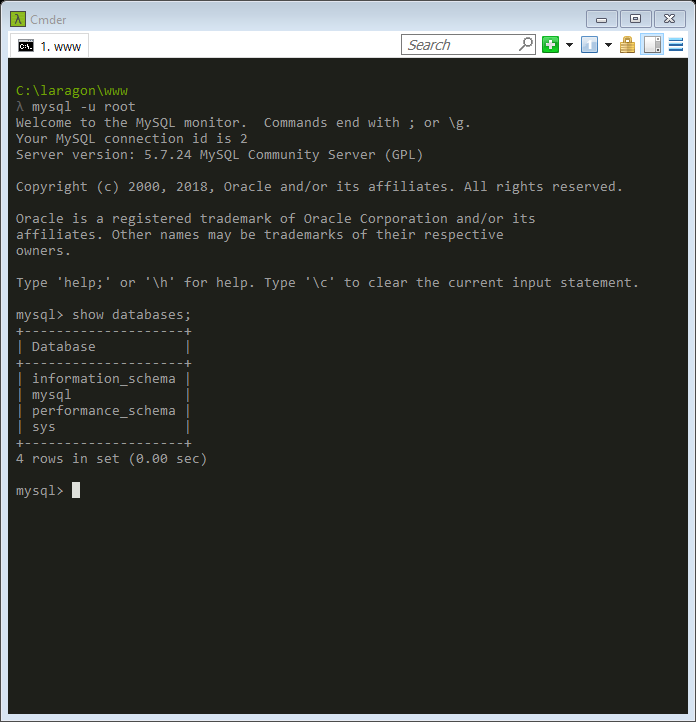 Cmder
1. www
Search
C:\laragon\www
λ mysql -u root
Welcome to the MySQL monitor.  Commands end with ; or \g.
Your MySQL connection id is 2
Server version: 5.7.24 MySQL Community Server (GPL)
Copyright (c) 2000, 2018, Oracle and/or its affiliates. All rights reserved.
Oracle is a registered trademark of Oracle Corporation and/or its
affiliates. Other names may be trademarks of their respective
owners.
Type 'help;' or '\h' for help. Type '\c' to clear the current input statement.
mysql> show databases;
+--------------------+
| Database           |
+--------------------+
| information_schema |
| mysql              |
| performance_schema |
| sys                |
+--------------------+
4 rows in set (0.00 sec)
mysql>